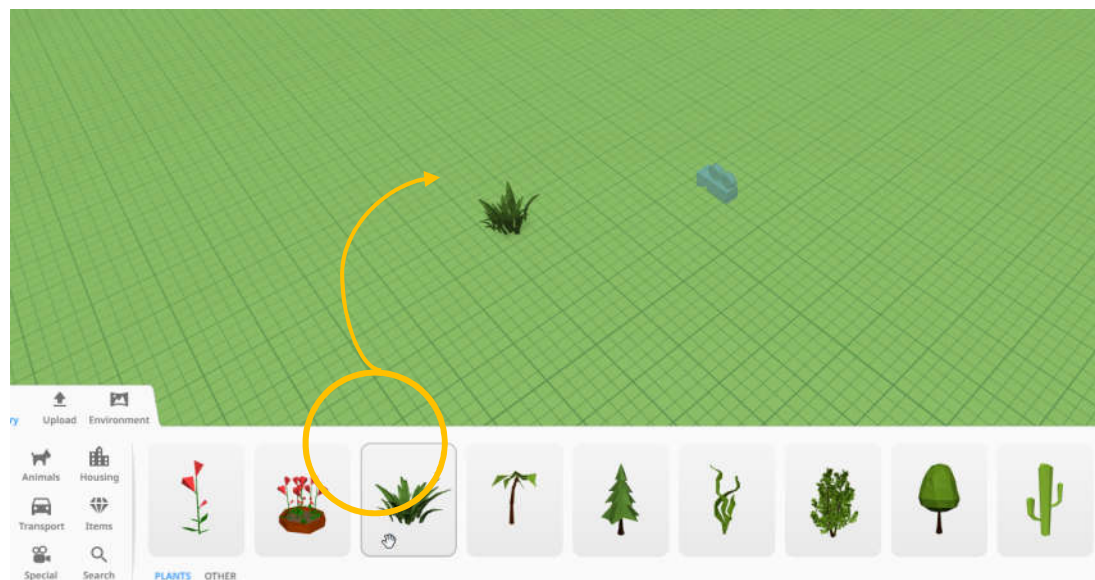 ry Upload Environment
Animals Housing
Transport Items
Special Search
PLANTS OTHER